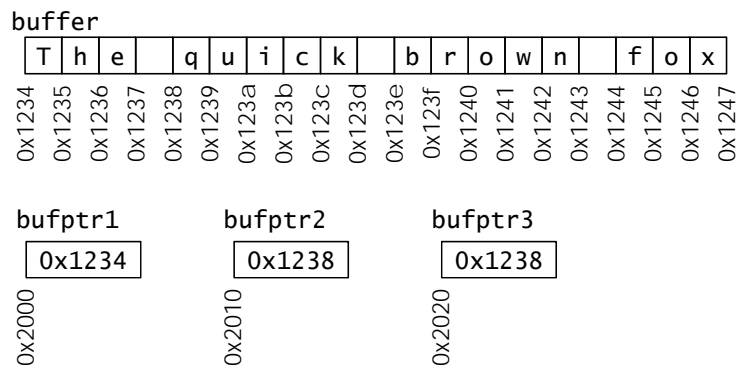 buffer
T h e q u i c k b r o w n f o x
0x1234 0x1235 0x1236 0x1237 0x1238 0x1239 0x123a 0x123b 0x123c 0x123d 0x123e 0x123f 0x1240 0x1241 0x1242 0x1243 0x1244 0x1245 0x1246 0x1247
bufptr1 bufptr2 bufptr3
0x1234 0x1238 0x1238
0x2000 0x2010 0x2020